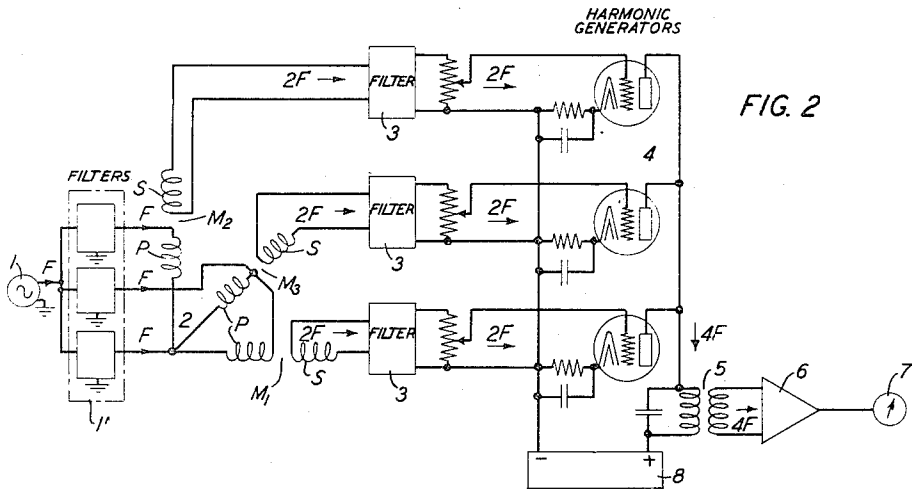 HARMONIC
GENERATORS
FIG. 2
2F →
FILTER
3
2F →
4
FILTERS
S
M2
F
P
1
F
F
2
F
1'
2F →
S
M3
P
FILTER
3
2F →
2F →
S
M1
FILTER
3
2F →
↓ 4F
5
4F →
6
7
−
+
8